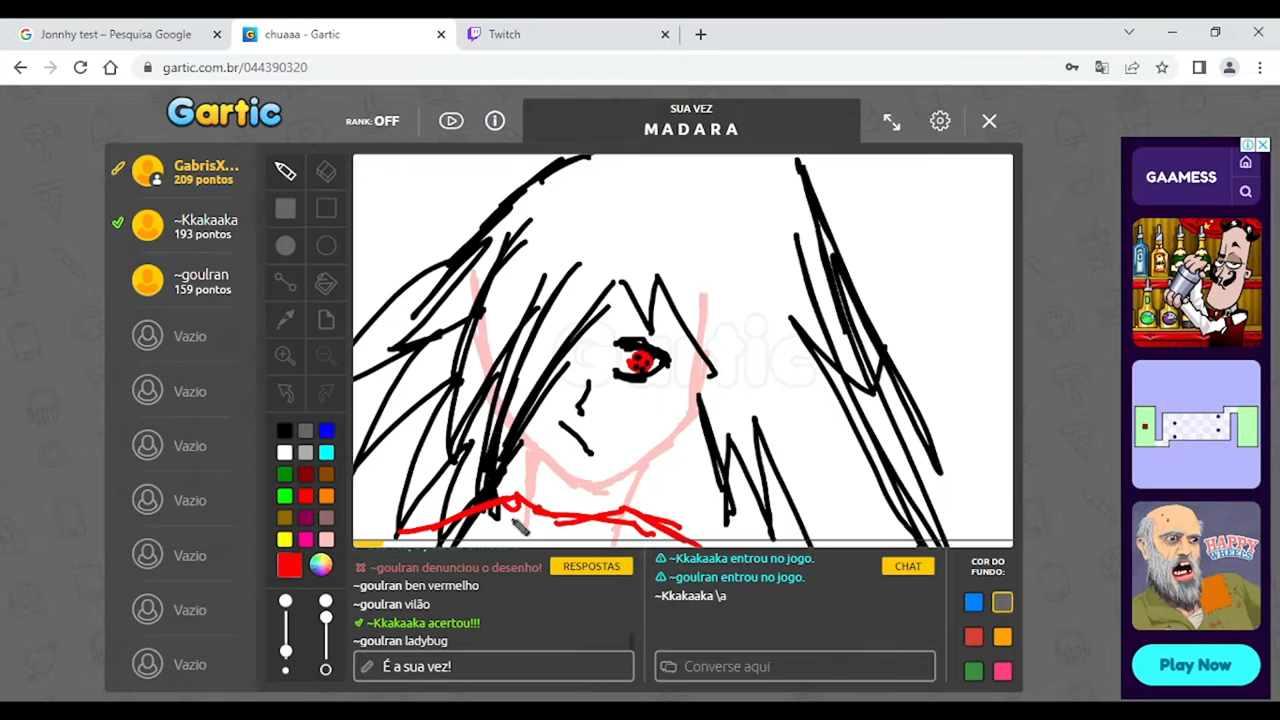 Jonnhy test – Pesquisa Google
chuaaa - Gartic
Twitch
gartic.com.br/044390320
Gartic
RANK: OFF
SUA VEZ
MADARA
GabrisX...
209 pontos
~Kkakaaka
193 pontos
~goulran
159 pontos
Vazio
Vazio
Vazio
Vazio
Vazio
Vazio
Vazio
Gartic
~goulran denunciou o desenho!
RESPOSTAS
~goulran ben vermelho
~goulran vilão
~Kkakaaka acertou!!!
~goulran ladybug
É a sua vez!
~Kkakaaka entrou no jogo.
CHAT
~goulran entrou no jogo.
~Kkakaaka \a
Converse aqui
COR DO
FUNDO:
GAAMESS
HAPPY
WHEELS
Play Now